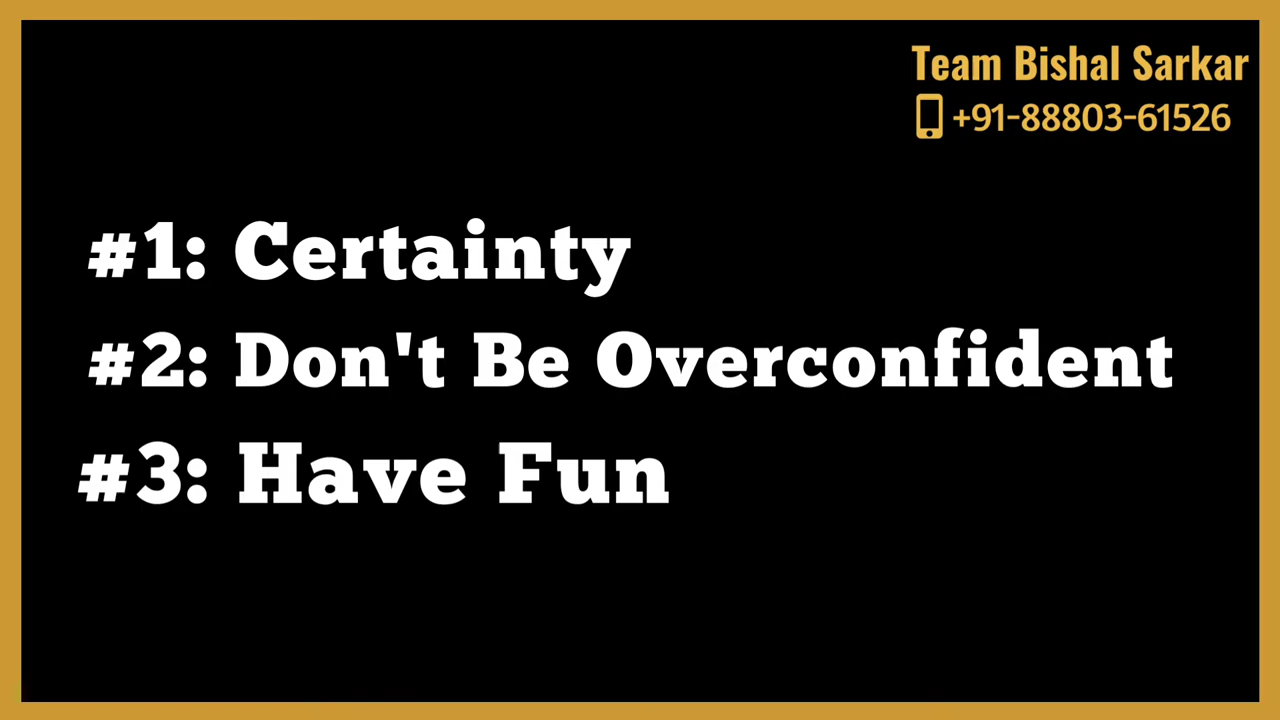 Team Bishal Sarkar
+91-88803-61526
#1: Certainty
#2: Don't Be Overconfident
#3: Have Fun